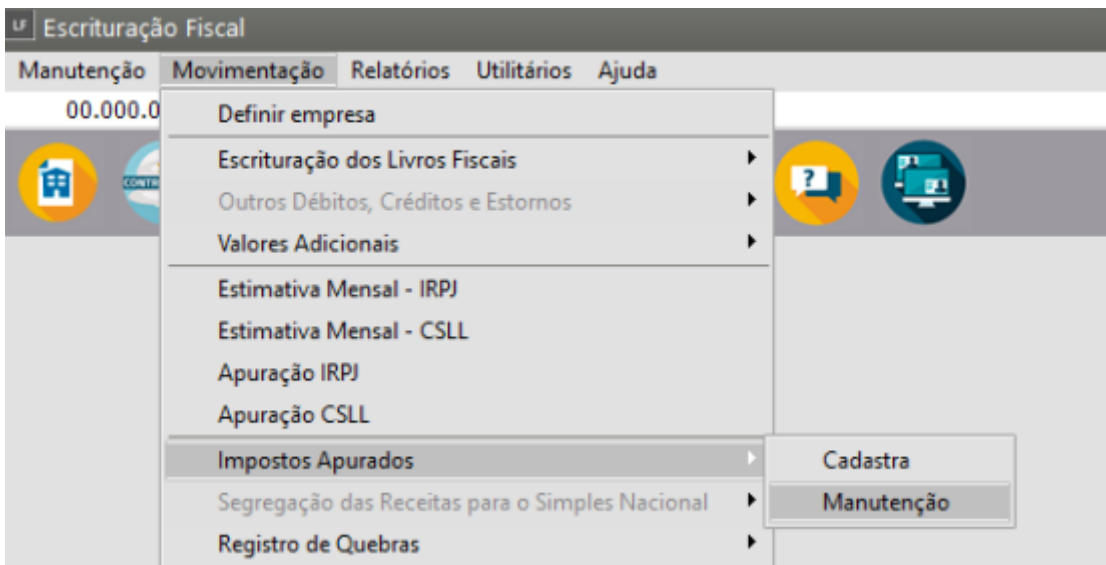 LF Escrituração Fiscal
Manutenção Movimentação Relatórios Utilitários Ajuda
00.000.0
Definir empresa
Escrituração dos Livros Fiscais
Outros Débitos, Créditos e Estornos
Valores Adicionais
Estimativa Mensal - IRPJ
Estimativa Mensal - CSLL
Apuração IRPJ
Apuração CSLL
Impostos Apurados
Cadastra
Segregação das Receitas para o Simples Nacional
Manutenção
Registro de Quebras